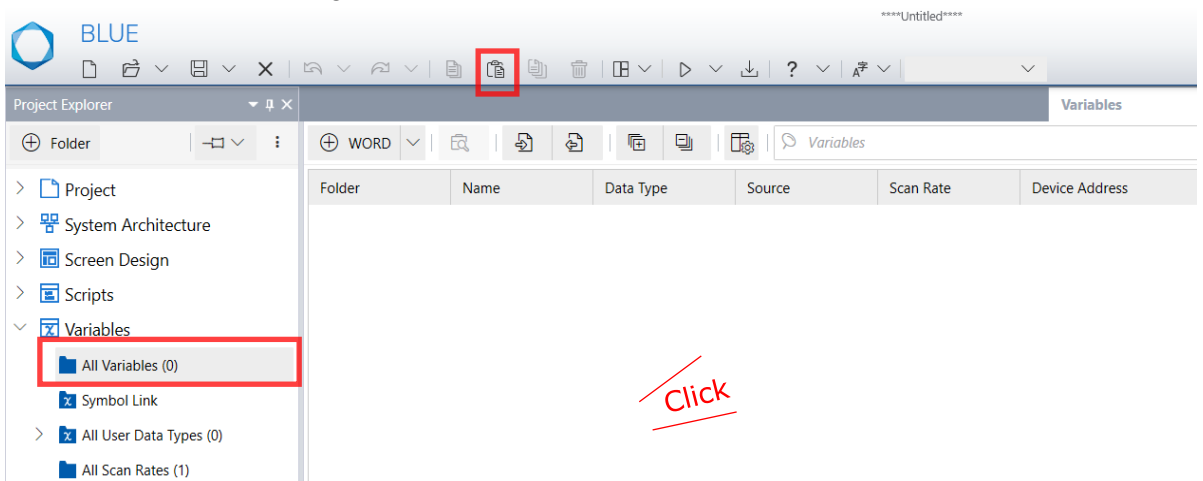 ****Untitled****
BLUE
Project Explorer
Variables
Folder
WORD
Variables
Folder Name Data Type Source Scan Rate Device Address
Project
System Architecture
Screen Design
Scripts
Variables
All Variables (0)
Symbol Link
All User Data Types (0)
All Scan Rates (1)
Click